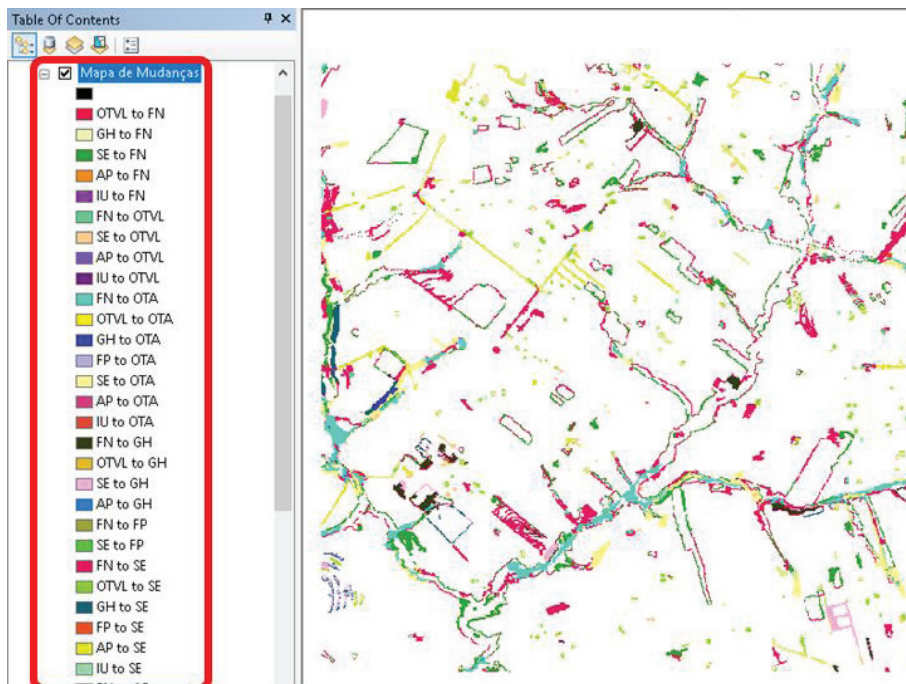 Table Of Contents
Mapa de Mudanças
OTVL to FN
GH to FN
SE to FN
AP to FN
IU to FN
FN to OTVL
SE to OTVL
AP to OTVL
IU to OTVL
FN to OTA
OTVL to OTA
GH to OTA
FP to OTA
SE to OTA
AP to OTA
IU to OTA
FN to GH
OTVL to GH
SE to GH
AP to GH
FN to FP
SE to FP
FN to SE
OTVL to SE
GH to SE
FP to SE
AP to SE
IU to SE